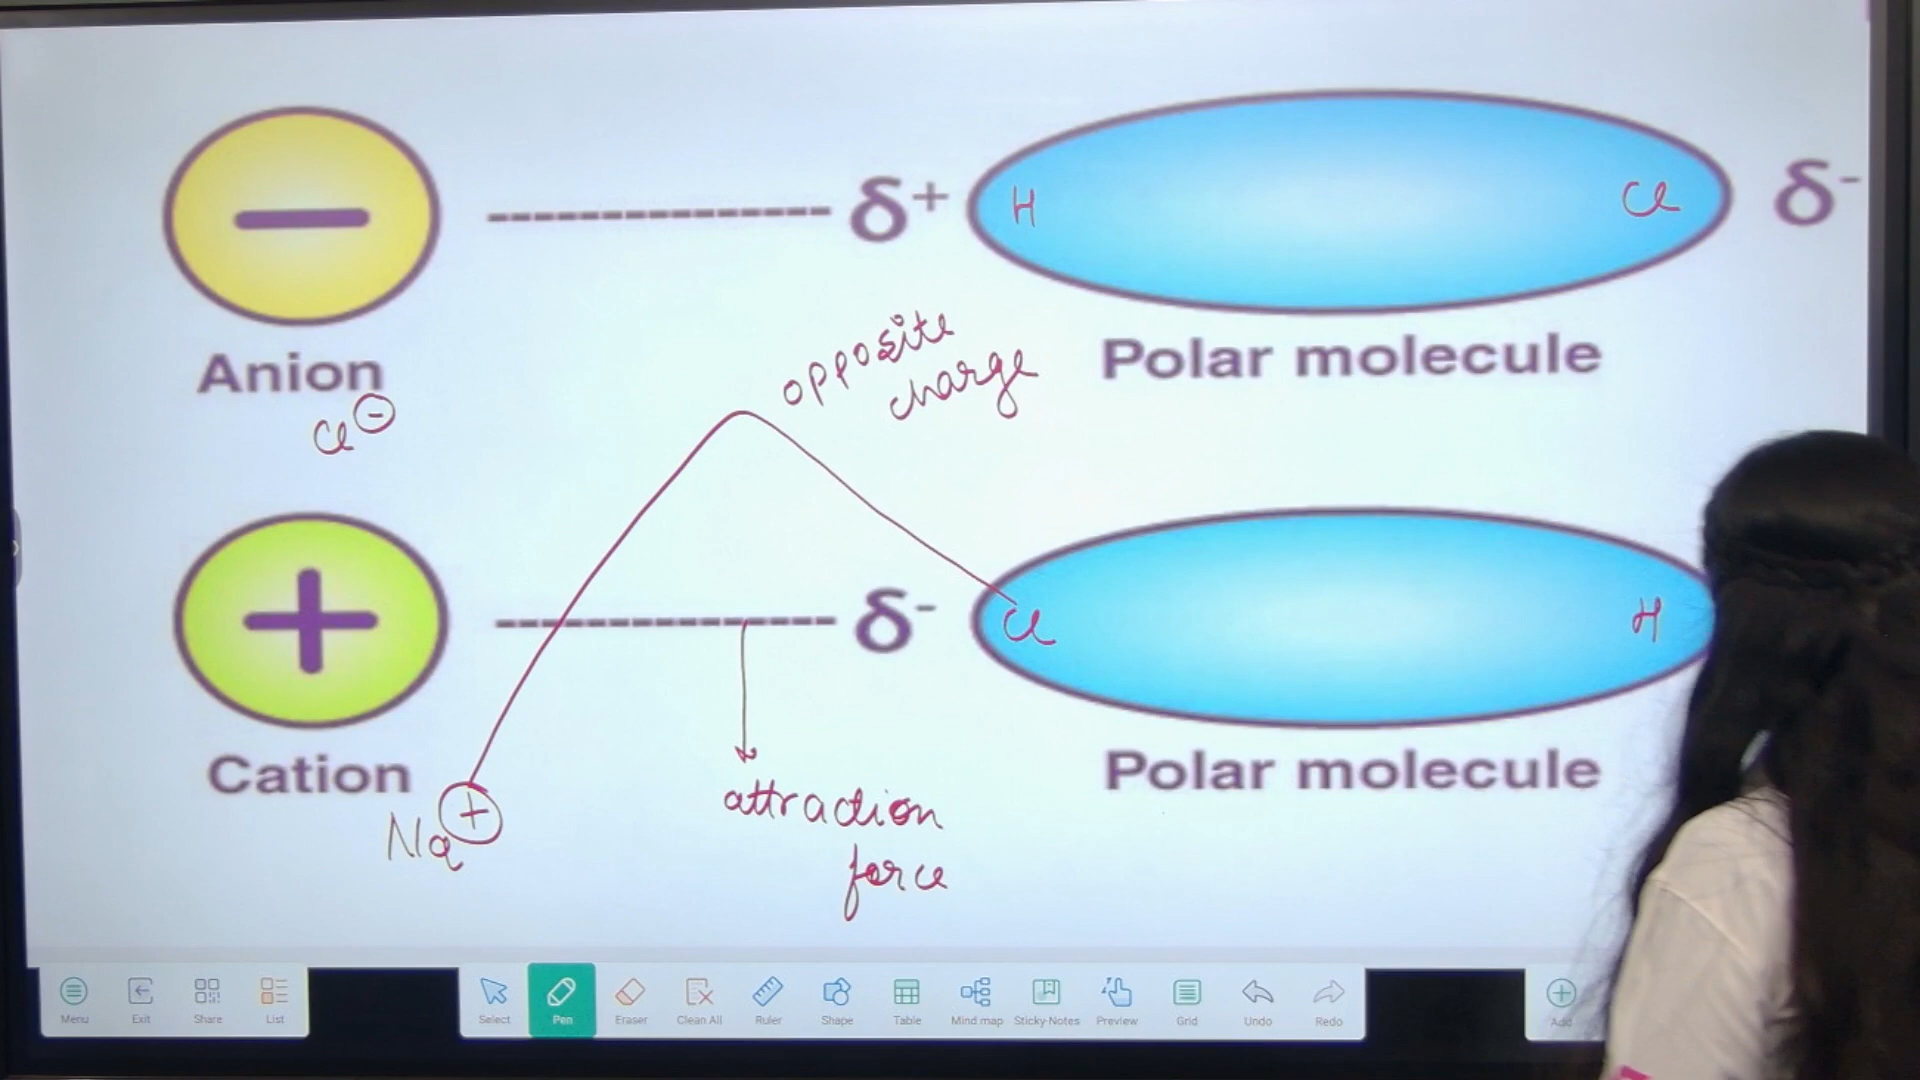 δ+ H Cl δ-
Anion
Cl⊖
Polar molecule
opposite
charge
δ- Cl H
Cation
Na⊕
Polar molecule
attraction
force
Menu Exit Share List Select Pen Eraser Clean All Ruler Shape Table Mind map Sticky-Notes Preview Grid Undo Redo Add